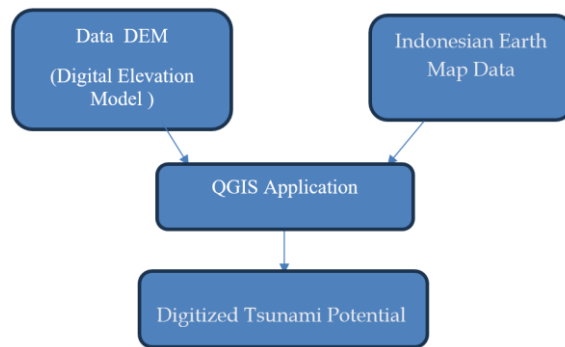 Data DEM
(Digital Elevation
Model )
Indonesian Earth
Map Data
QGIS Application
Digitized Tsunami Potential